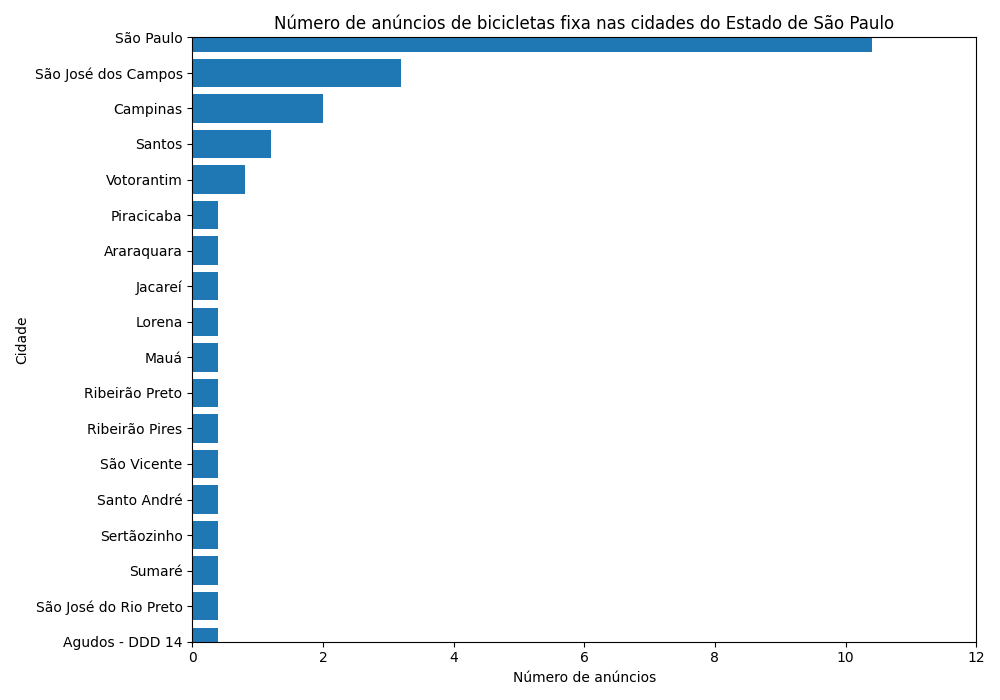 Número de anúncios de bicicletas fixa nas cidades do Estado de São Paulo
São Paulo
São José dos Campos
Campinas
Santos
Votorantim
Piracicaba
Araraquara
Jacareí
Lorena
Mauá
Ribeirão Preto
Ribeirão Pires
São Vicente
Santo André
Sertãozinho
Sumaré
São José do Rio Preto
Agudos - DDD 14
Cidade
0 2 4 6 8 10 12
Número de anúncios